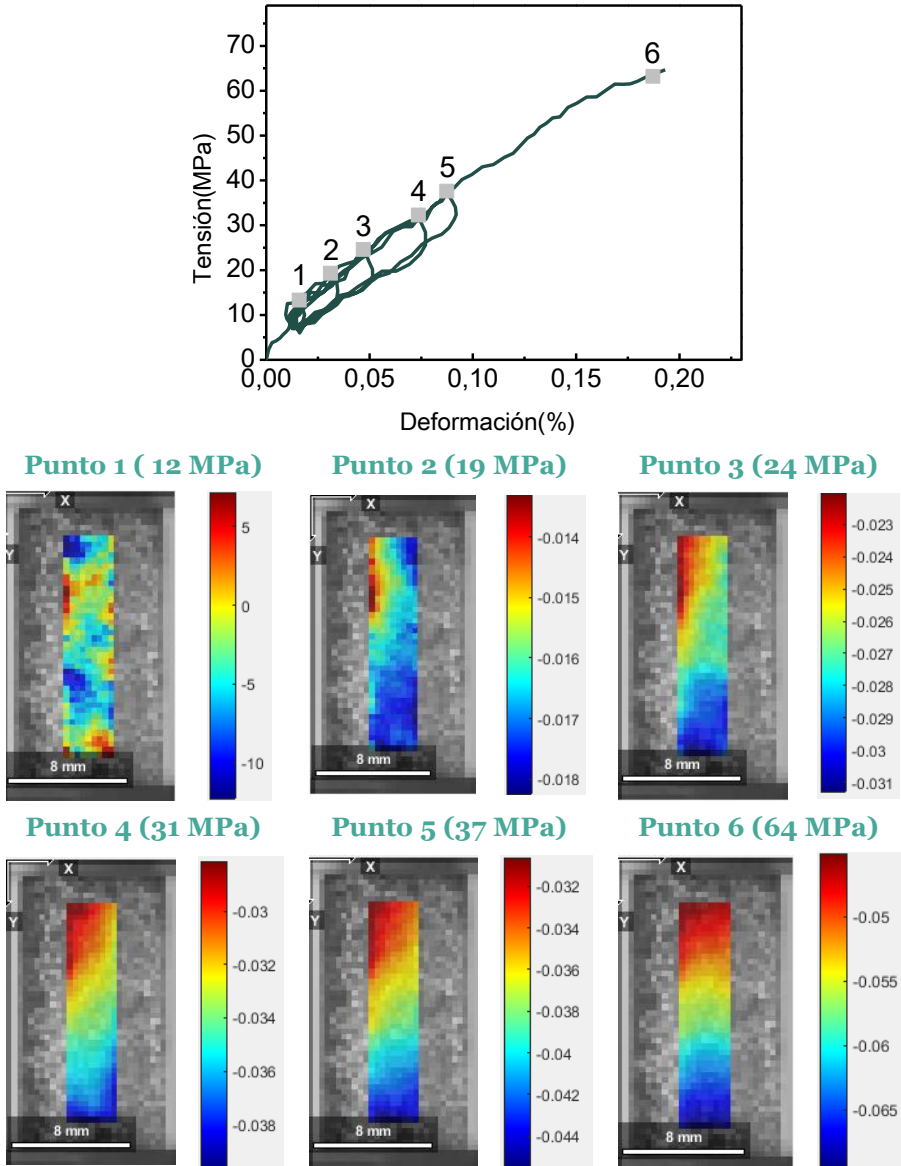 70
60
50
40
30
20
10
0
Tensión(MPa)
1
2
3
4
5
6
0,00
0,05
0,10
0,15
0,20
Deformación(%)
Punto 1 ( 12 MPa)
Punto 2 (19 MPa)
Punto 3 (24 MPa)
X
Y
8 mm
5
0
-5
-10
X
Y
8 mm
-0.014
-0.015
-0.016
-0.017
-0.018
X
Y
8 mm
-0.023
-0.024
-0.025
-0.026
-0.027
-0.028
-0.029
-0.03
-0.031
Punto 4 (31 MPa)
Punto 5 (37 MPa)
Punto 6 (64 MPa)
X
Y
8 mm
-0.03
-0.032
-0.034
-0.036
-0.038
X
Y
8 mm
-0.032
-0.034
-0.036
-0.038
-0.04
-0.042
-0.044
X
Y
8 mm
-0.05
-0.055
-0.06
-0.065